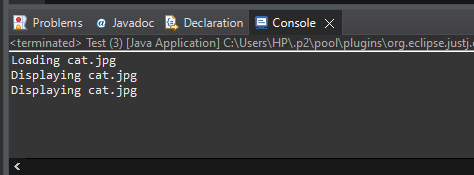 Problems Javadoc Declaration Console
<terminated> Test (3) [Java Application] C:\Users\HP\.p2\pool\plugins\org.eclipse.justj.
Loading cat.jpg
Displaying cat.jpg
Displaying cat.jpg